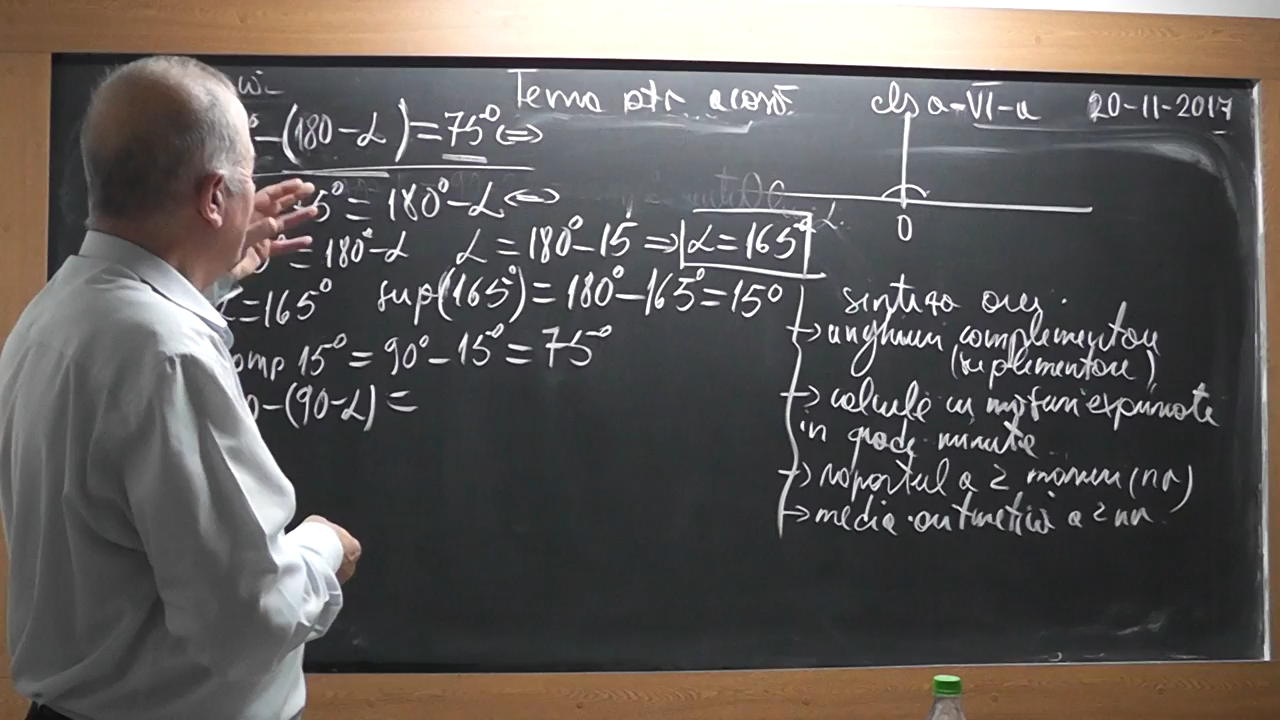 Tema ptr acasă
cls a-VI-a 20-11-2017
°-(180-α)=75°⇔
5°=180°-α⇔
0°=180°-α α=180°-15⇒ α=165°
0
=165° sup(165°)=180°-165°=15°
omp 15°=90°-15°=75°
0-(90-α)=
sinteza
→unghiuri complementare
(suplementare)
→calcule cu măsuri exprimate
în grade minute
→raportul a 2 mărimi(nr)
→media aritmetică a 2 nr